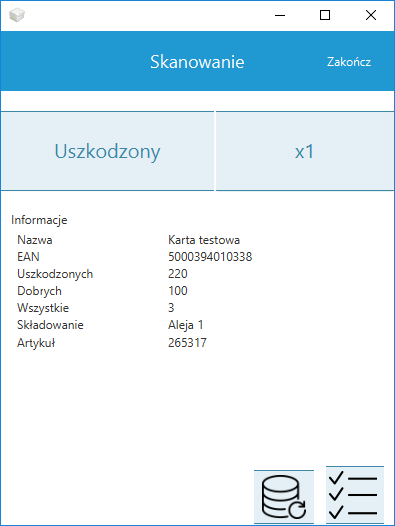 Skanowanie Zakończ
Uszkodzony x1
Informacje
Nazwa Karta testowa
EAN 5000394010338
Uszkodzonych 220
Dobrych 100
Wszystkie 3
Składowanie Aleja 1
Artykuł 265317